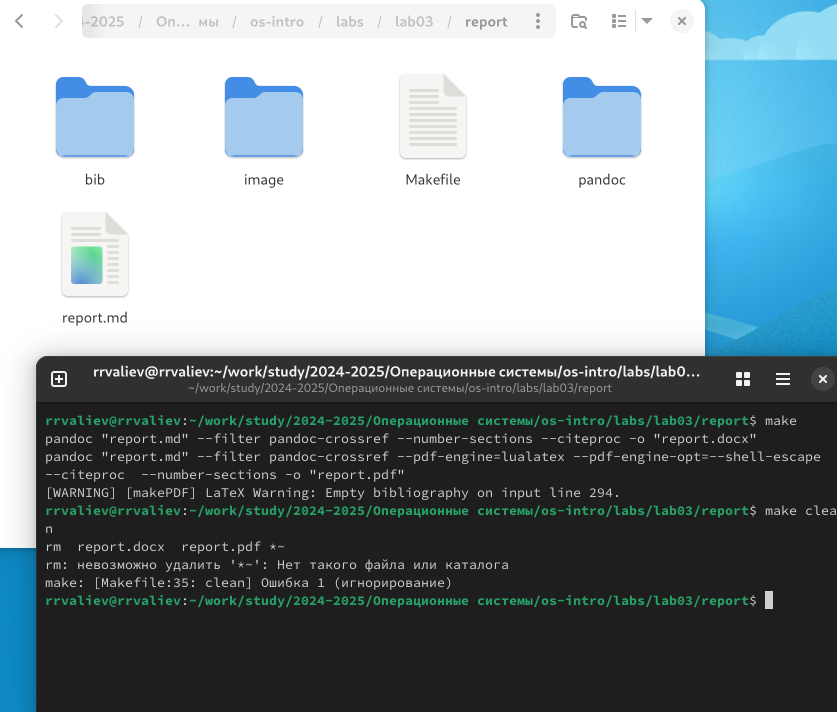 -2025 / Оп… мы / os-intro / labs / lab03 / report
bib
image
Makefile
pandoc
report.md
rrvaliev@rrvaliev:~/work/study/2024-2025/Операционные системы/os-intro/labs/lab0…
~/work/study/2024-2025/Операционные системы/os-intro/labs/lab03/report
rrvaliev@rrvaliev:~/work/study/2024-2025/Операционные системы/os-intro/labs/lab03/report$ make
pandoc "report.md" --filter pandoc-crossref --number-sections --citeproc -o "report.docx"
pandoc "report.md" --filter pandoc-crossref --pdf-engine=lualatex --pdf-engine-opt=--shell-escape
--citeproc  --number-sections -o "report.pdf"
[WARNING] [makePDF] LaTeX Warning: Empty bibliography on input line 294.
rrvaliev@rrvaliev:~/work/study/2024-2025/Операционные системы/os-intro/labs/lab03/report$ make clea
n
rm  report.docx  report.pdf *~
rm: невозможно удалить '*~': Нет такого файла или каталога
make: [Makefile:35: clean] Ошибка 1 (игнорирование)
rrvaliev@rrvaliev:~/work/study/2024-2025/Операционные системы/os-intro/labs/lab03/report$